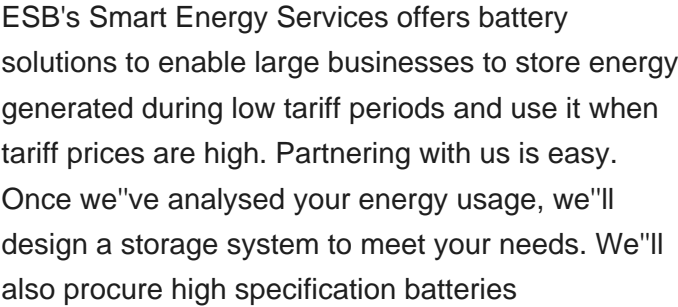 ESB's Smart Energy Services offers battery
solutions to enable large businesses to store energy
generated during low tariff periods and use it when
tariff prices are high. Partnering with us is easy.
Once we"ve analysed your energy usage, we"ll
design a storage system to meet your needs. We"ll
also procure high specification batteries